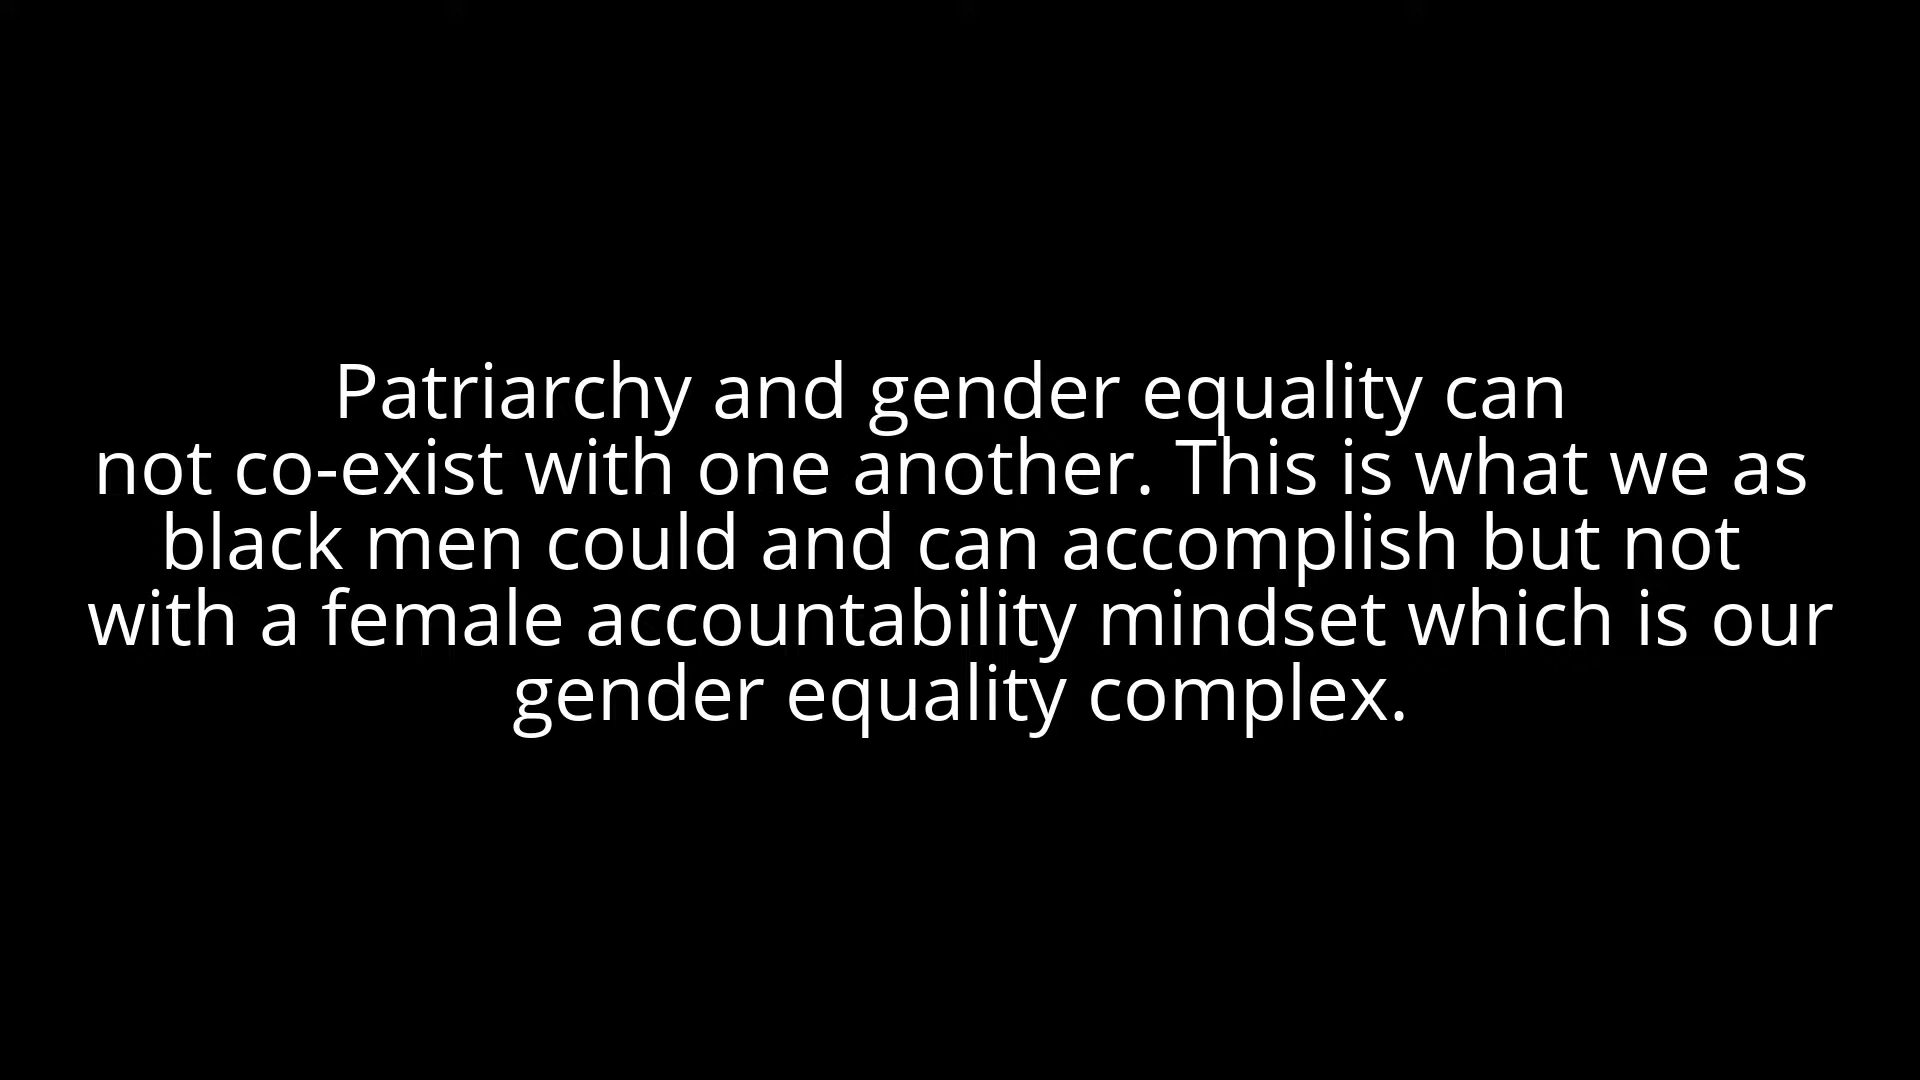 Patriarchy and gender equality can
not co-exist with one another. This is what we as
black men could and can accomplish but not
with a female accountability mindset which is our
gender equality complex.